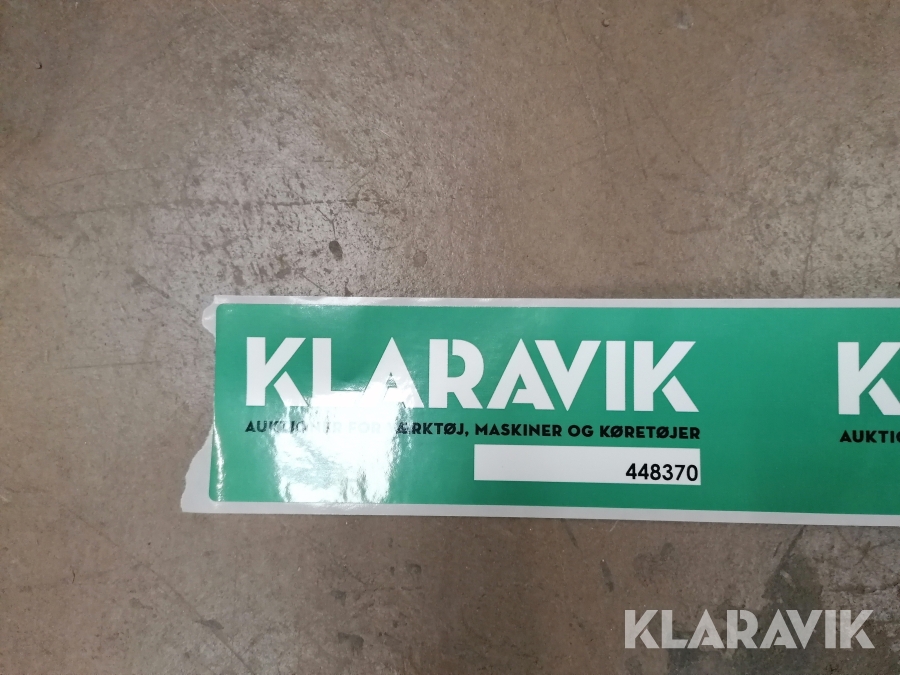 KLARAVIK
AUKTIONER FOR VÆRKTØJ, MASKINER OG KØRETØJER
448370
K
AUKTIO
KLARAVIK